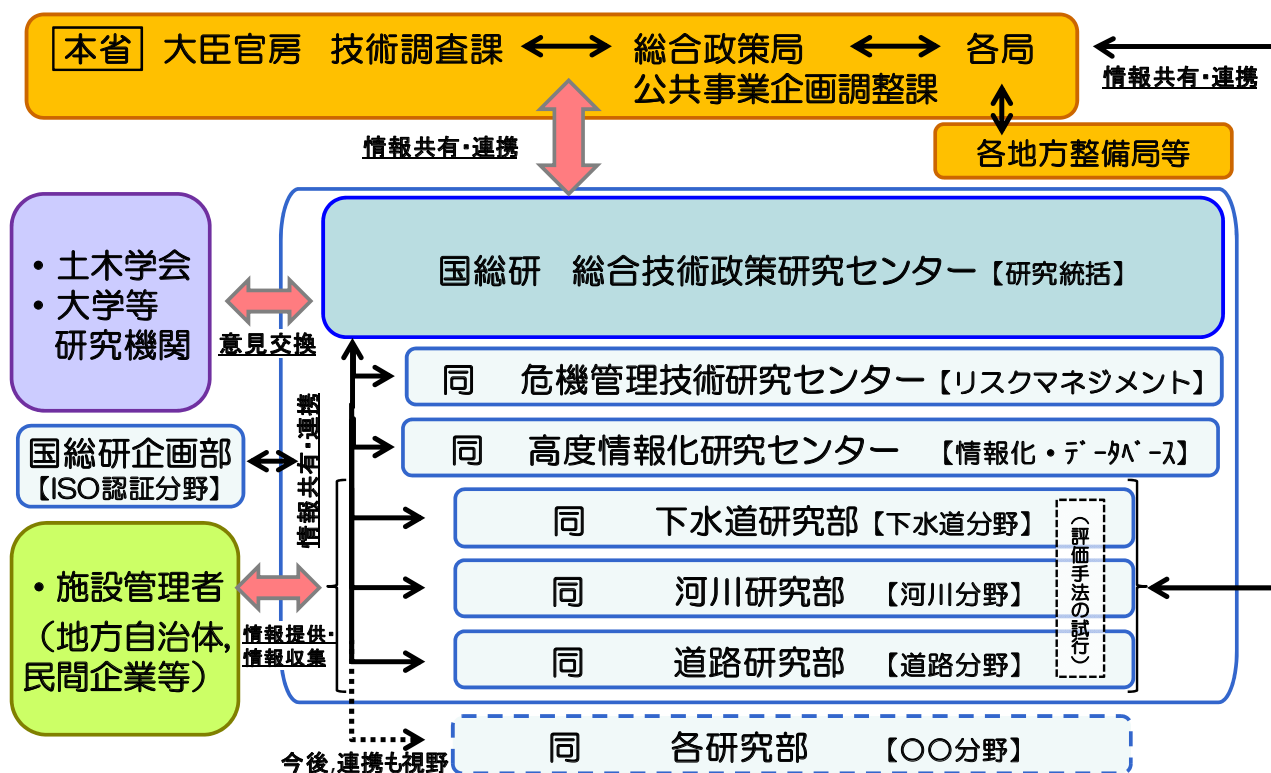 本省 大臣官房 技術調査課 総合政策局 各局
公共事業企画調整課
情報共有・連携
情報共有・連携
各地方整備局等
・土木学会
・大学等
研究機関
意見交換
国総研 総合技術政策研究センター【研究統括】
同 危機管理技術研究センター【リスクマネジメント】
国総研企画部
【ISO認証分野】
情報共有・連携
同 高度情報化研究センター 【情報化・ﾃﾞｰﾀﾍﾞｰｽ】
同 下水道研究部【下水道分野】
同 河川研究部 【河川分野】
同 道路研究部 【道路分野】
（評価手法の試行）
・施設管理者
（地方自治体,
民間企業等）
情報提供・
情報収集
今後,連携も視野
同 各研究部 【〇〇分野】